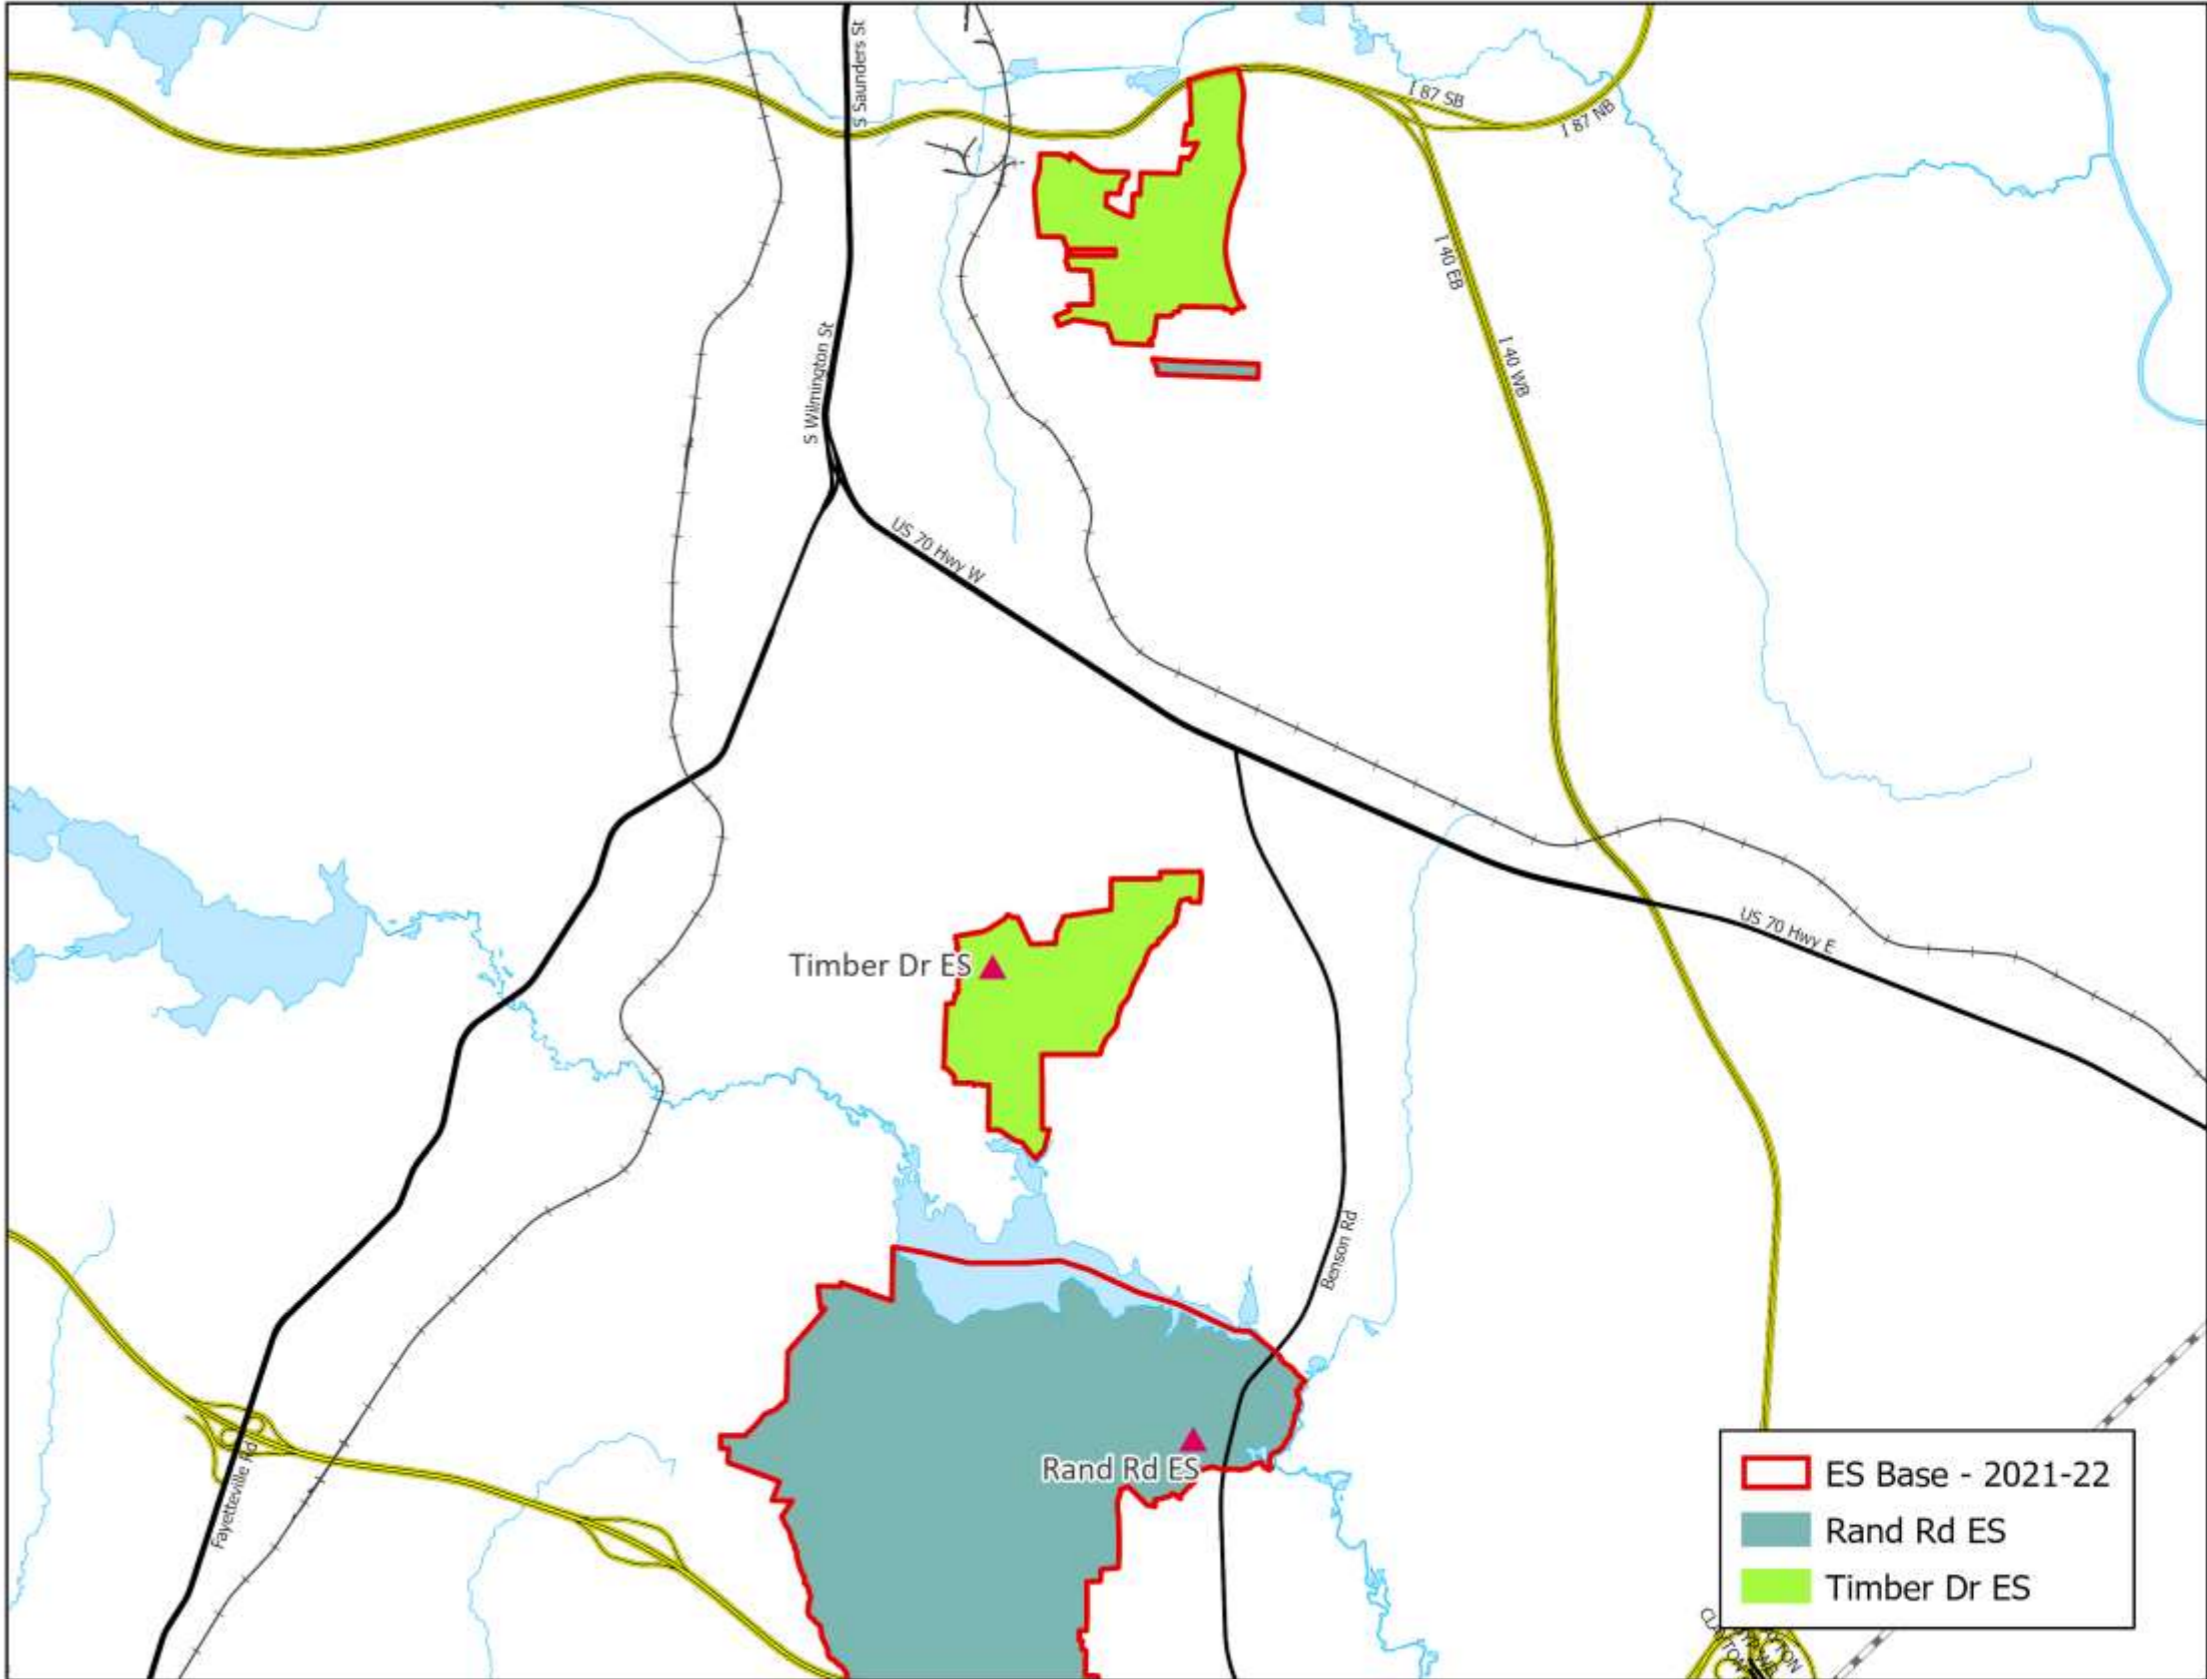 S Saunders St
I 87 SB
I 87 NB
I 40 EB
I 40 WB
S Wilmington St
US 70 Hwy W
US 70 Hwy E
Timber Dr ES
Benson Rd
Rand Rd ES
Fayetteville Rd
ES Base - 2021-22
Rand Rd ES
Timber Dr ES